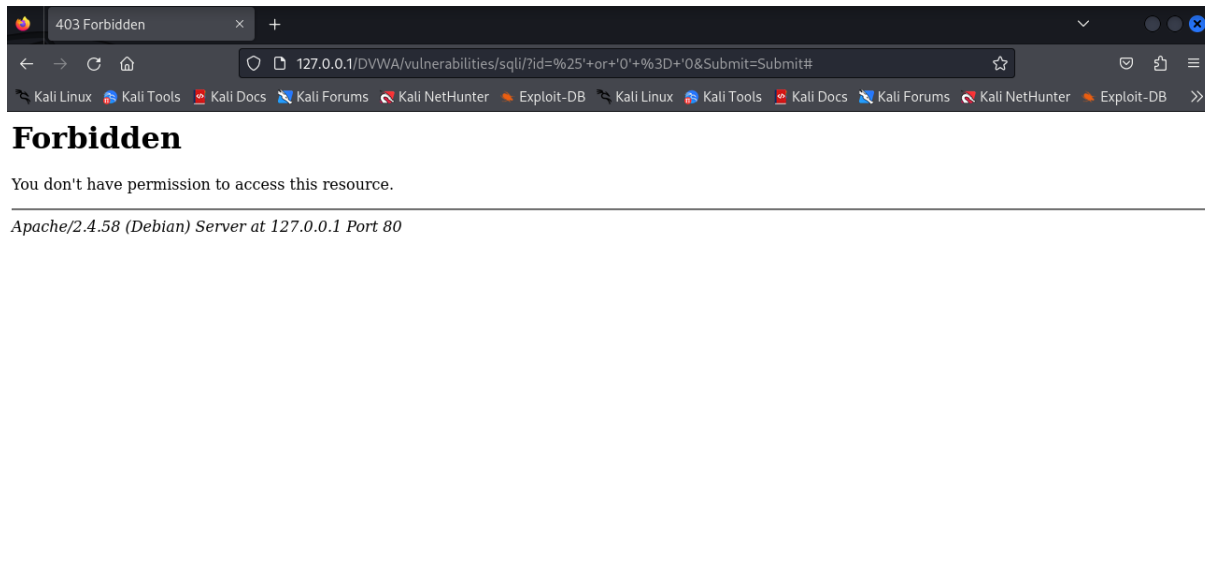 403 Forbidden
127.0.0.1/DVWA/vulnerabilities/sqli/?id=%25'+or+'0'+%3D+'0&Submit=Submit#
Kali Linux Kali Tools Kali Docs Kali Forums Kali NetHunter Exploit-DB Kali Linux Kali Tools Kali Docs Kali Forums Kali NetHunter Exploit-DB
Forbidden
You don't have permission to access this resource.
Apache/2.4.58 (Debian) Server at 127.0.0.1 Port 80